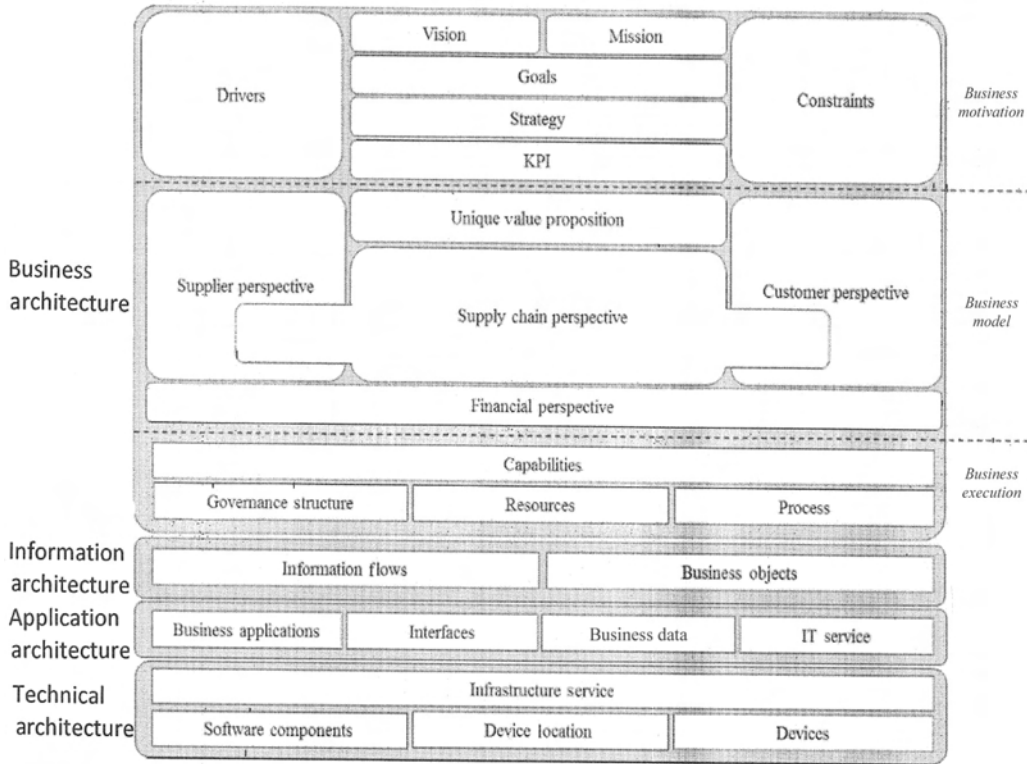 Vision
Mission
Goals
Drivers
Constraints
Business
motivation
Strategy
KPI
Unique value proposition
Business
architecture
Supplier perspective
Customer perspective
Supply chain perspective
Business
model
Financial perspective
Capabilities
Business
execution
Governance structure
Resources
Process
Information
architecture
Information flows
Business objects
Application
architecture
Business applications
Interfaces
Business data
IT service
Technical
architecture
Infrastructure service
Software components
Device location
Devices